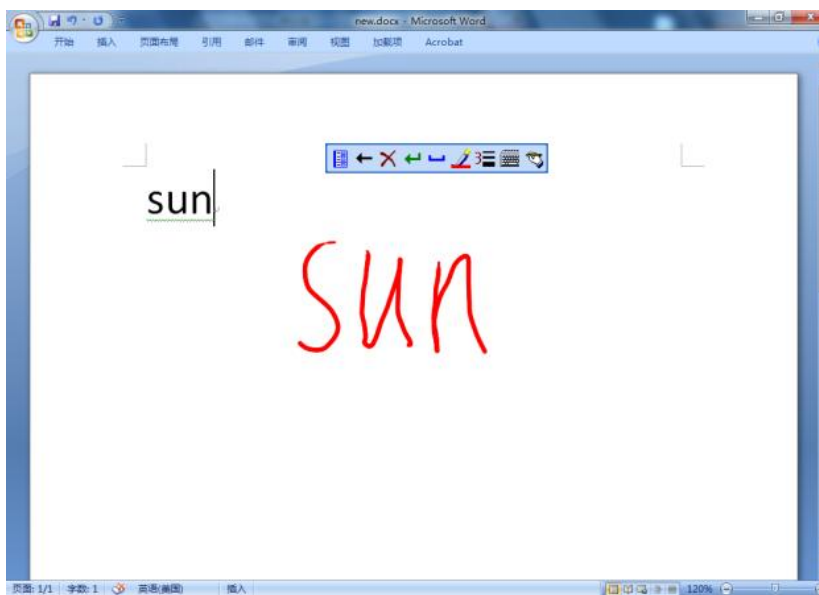 new.docx - Microsoft Word
开始 插入 页面布局 引用 邮件 审阅 视图 加载项 Acrobat
3
sun
sun
页面: 1/1 字数: 1 英语(美国) 插入 120%